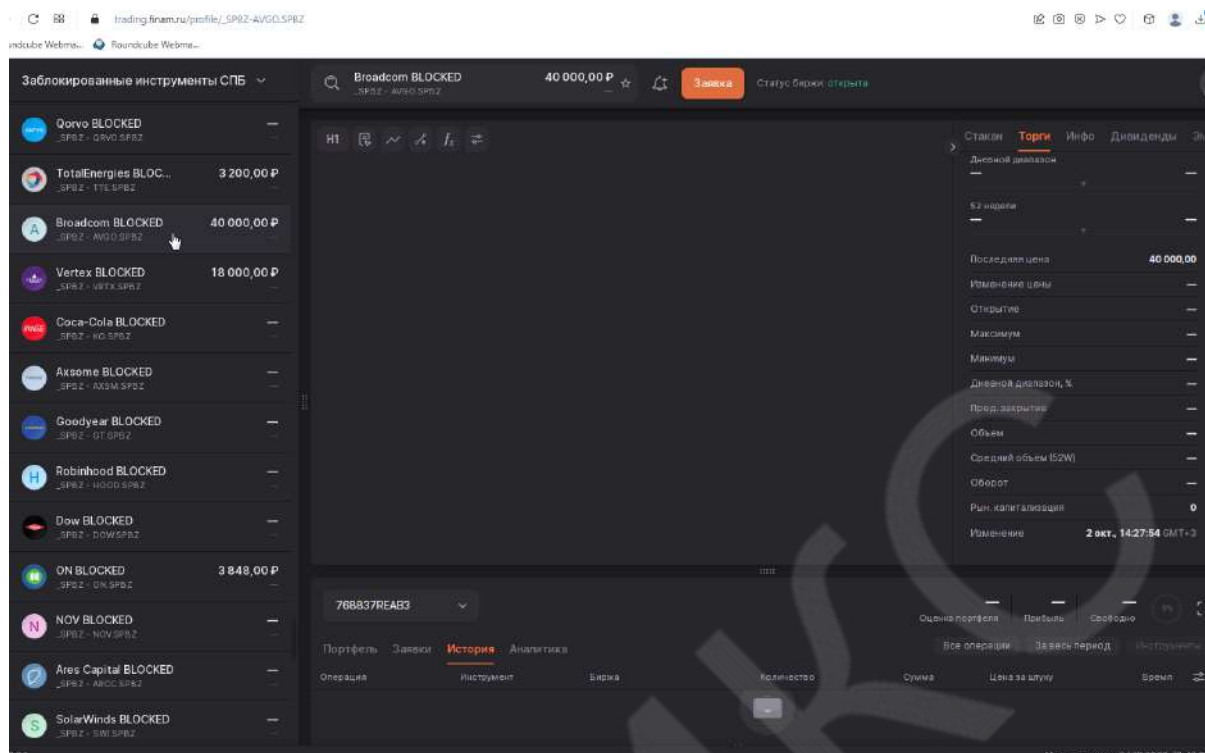 trading.finam.ru/profile/_SPBZ-AVGO.SPBZ
Roundcube Webma...
Заблокированные инструменты СПБ
Qorvo BLOCKED
_SPBZ - QRVO.SPBZ
TotalEnergies BLOC...
3 200,00 ₽
_SPBZ - TTE.SPBZ
Broadcom BLOCKED
40 000,00 ₽
_SPBZ - AVGO.SPBZ
Vertex BLOCKED
18 000,00 ₽
_SPBZ - VRTX.SPBZ
Coca-Cola BLOCKED
_SPBZ - KO.SPBZ
Axsome BLOCKED
_SPBZ - AXSM.SPBZ
Goodyear BLOCKED
_SPBZ - GT.SPBZ
Robinhood BLOCKED
_SPBZ - HOOD.SPBZ
Dow BLOCKED
_SPBZ - DOW.SPBZ
ON BLOCKED
3 848,00 ₽
_SPBZ - ON.SPBZ
NOV BLOCKED
_SPBZ - NOV.SPBZ
Ares Capital BLOCKED
_SPBZ - ARCC.SPBZ
SolarWinds BLOCKED
_SPBZ - SWI.SPBZ
Broadcom BLOCKED
40 000,00 ₽
_SPBZ - AVGO.SPBZ
Заявка
Статус биржи: открыта
H1
Стакан Торги Инфо Дивиденды
Дневной диапазон
52 недели
Последняя цена 40 000,00
Изменение цены
Открытие
Максимум
Минимум
Дневной диапазон, %
Пред. закрытие
Объем
Средний объем (52W)
Оборот
Рын. капитализация 0
Изменение 2 окт., 14:27:54 GMT+3
768837REAB3
Оценка портфеля Прибыль Свободно
0%
Портфель Заявки История Аналитика
Все операции За весь период Инструменты
Операция Инструмент Биржа Количество Сумма Цена за штуку Время